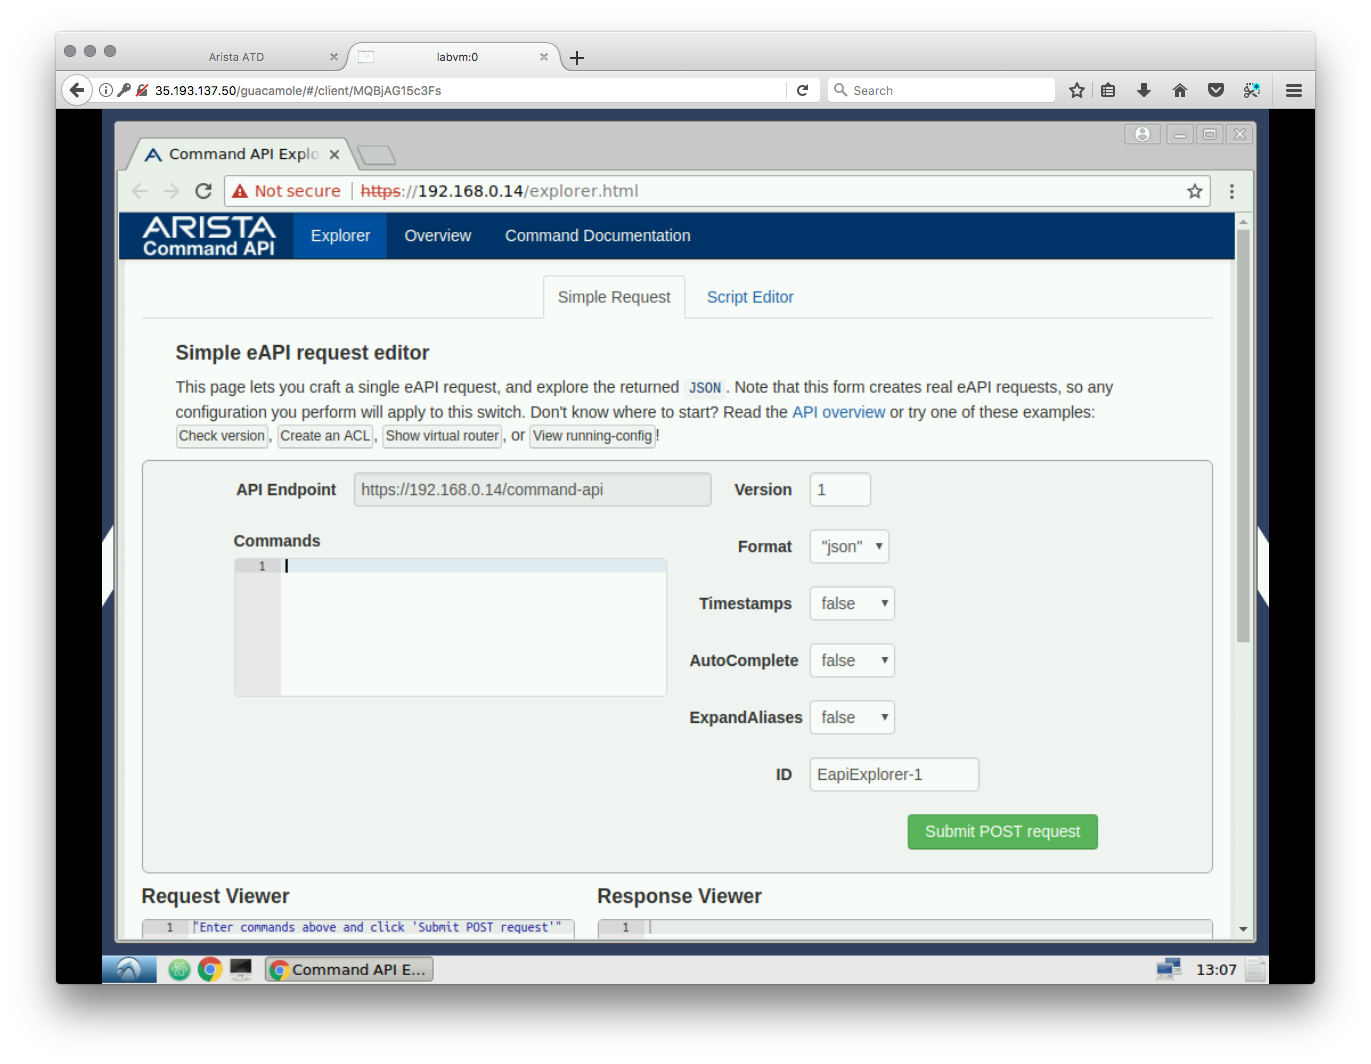 Arista ATD
labvm:0
35.193.137.50/guacamole/#/client/MQBjAG15c3Fs
Search
Command API Explo
Not secure
https://192.168.0.14/explorer.html
ARISTA
Command API
Explorer
Overview
Command Documentation
Simple Request
Script Editor
Simple eAPI request editor
This page lets you craft a single eAPI request, and explore the returned JSON. Note that this form creates real eAPI requests, so any
configuration you perform will apply to this switch. Don't know where to start? Read the API overview or try one of these examples:
Check version, Create an ACL, Show virtual router, or View running-config!
API Endpoint
https://192.168.0.14/command-api
Version
1
Commands
1
Format
"json"
Timestamps
false
AutoComplete
false
ExpandAliases
false
ID
EapiExplorer-1
Submit POST request
Request Viewer
Response Viewer
1
"Enter commands above and click 'Submit POST request'"
1
Command API E...
13:07